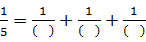 1/5 = 1/( ) + 1/( ) + 1/( )